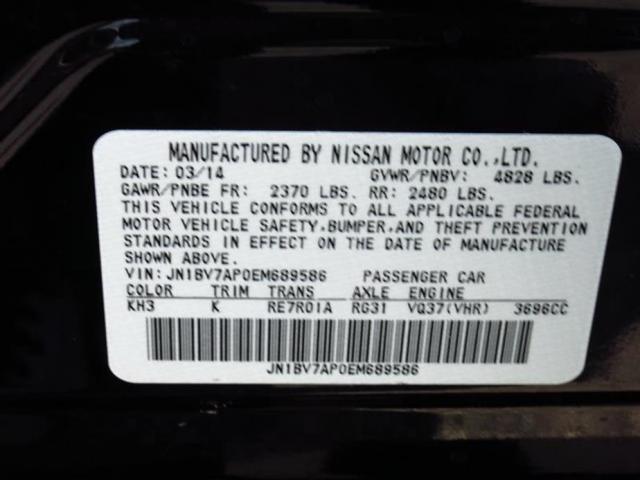 MANUFACTURED BY NISSAN MOTOR CO.,LTD.
DATE: 03/14 GVWR/PNBV: 4828 LBS.
GAWR/PNBE FR: 2370 LBS. RR: 2480 LBS.
THIS VEHICLE CONFORMS TO ALL APPLICABLE FEDERAL
MOTOR VEHICLE SAFETY,BUMPER,AND THEFT PREVENTION
STANDARDS IN EFFECT ON THE DATE OF MANUFACTURE
SHOWN ABOVE.
VIN: JN1BV7AP0EM689586 PASSENGER CAR
COLOR TRIM TRANS AXLE ENGINE
KH3 K RE7R01A RG31 VQ37(VHR) 3696CC
JN1BV7AP0EM689586